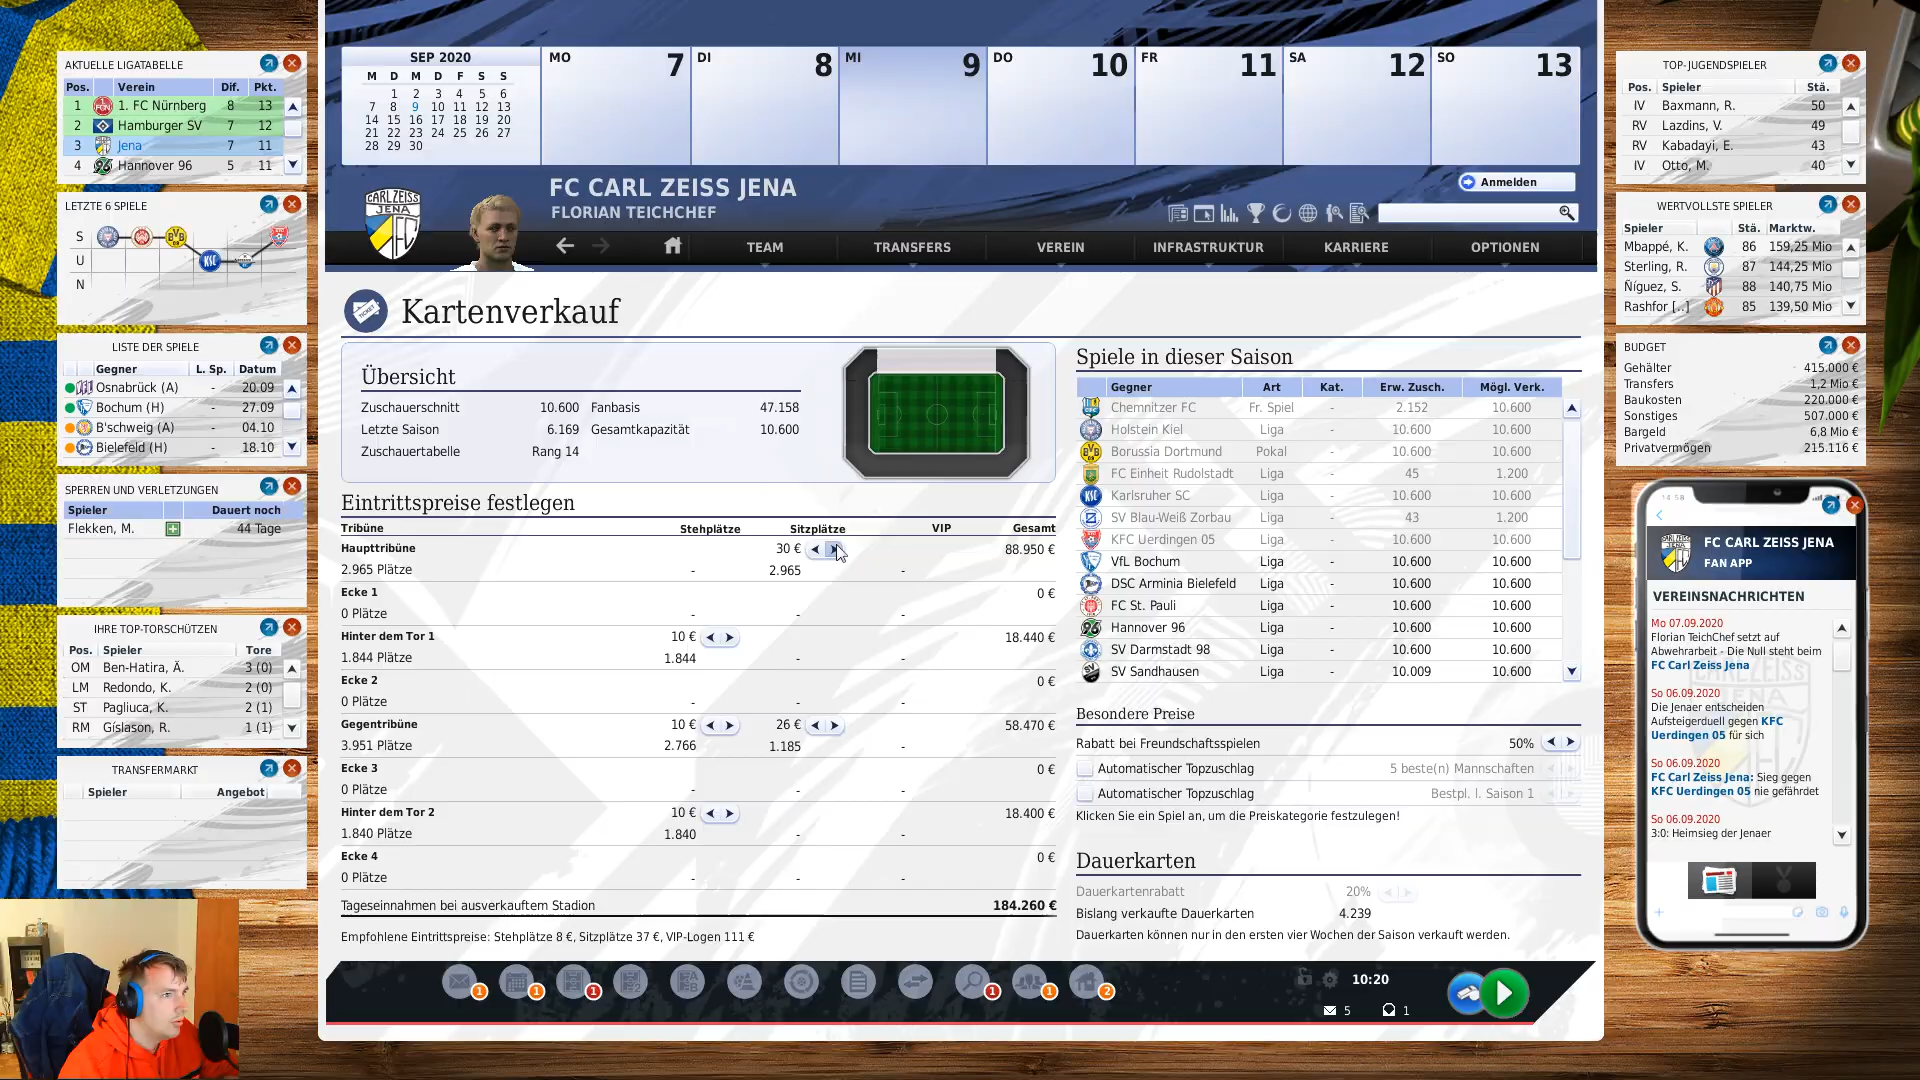 AKTUELLE LIGATABELLE
Pos. Verein Dif. Pkt.
1 1. FC Nürnberg 8 13
2 Hamburger SV 7 12
3 Jena 7 11
4 Hannover 96 5 11
LETZTE 6 SPIELE
S
U
N
LISTE DER SPIELE
Gegner L. Sp. Datum
Osnabrück (A) - 20.09
Bochum (H) - 27.09
B'schweig (A) - 04.10
Bielefeld (H) - 18.10
SPERREN UND VERLETZUNGEN
Spieler Dauert noch
Flekken, M. 44 Tage
IHRE TOP-TORSCHÜTZEN
Pos. Spieler Tore
OM Ben-Hatira, Ä. 3 (0)
LM Redondo, K. 2 (0)
ST Pagliuca, K. 2 (1)
RM Gíslason, R. 1 (1)
TRANSFERMARKT
Spieler Angebot
SEP 2020
M D M D F S S
1 2 3 4 5 6
7 8 9 10 11 12 13
14 15 16 17 18 19 20
21 22 23 24 25 26 27
28 29 30
MO 7
DI 8
MI 9
DO 10
FR 11
SA 12
SO 13
CARL ZEISS
JENA
FC CARL ZEISS JENA
FLORIAN TEICHCHEF
Anmelden
TEAM TRANSFERS VEREIN INFRASTRUKTUR KARRIERE OPTIONEN
Kartenverkauf
Übersicht
Zuschauerschnitt 10.600 Fanbasis 47.158
Letzte Saison 6.169 Gesamtkapazität 10.600
Zuschauertabelle Rang 14
Eintrittspreise festlegen
Tribüne Stehplätze Sitzplätze VIP Gesamt
Haupttribüne 30 € 88.950 €
2.965 Plätze - 2.965 -
Ecke 1 0 €
0 Plätze - - -
Hinter dem Tor 1 10 € 18.440 €
1.844 Plätze 1.844 - -
Ecke 2 0 €
0 Plätze - - -
Gegentribüne 10 € 26 € 58.470 €
3.951 Plätze 2.766 1.185 -
Ecke 3 0 €
0 Plätze - - -
Hinter dem Tor 2 10 € 18.400 €
1.840 Plätze 1.840 - -
Ecke 4 0 €
0 Plätze - - -
Tageseinnahmen bei ausverkauftem Stadion 184.260 €
Empfohlene Eintrittspreise: Stehplätze 8 €, Sitzplätze 37 €, VIP-Logen 111 €
Spiele in dieser Saison
Gegner Art Kat. Erw. Zusch. Mögl. Verk.
Chemnitzer FC Fr. Spiel - 2.152 10.600
Holstein Kiel Liga - 10.600 10.600
Borussia Dortmund Pokal - 10.600 10.600
FC Einheit Rudolstadt Liga - 45 1.200
Karlsruher SC Liga - 10.600 10.600
SV Blau-Weiß Zorbau Liga - 43 1.200
KFC Uerdingen 05 Liga - 10.600 10.600
VfL Bochum Liga - 10.600 10.600
DSC Arminia Bielefeld Liga - 10.600 10.600
FC St. Pauli Liga - 10.600 10.600
Hannover 96 Liga - 10.600 10.600
SV Darmstadt 98 Liga - 10.600 10.600
SV Sandhausen Liga - 10.009 10.600
Besondere Preise
Rabatt bei Freundschaftsspielen 50%
Automatischer Topzuschlag 5 beste(n) Mannschaften
Automatischer Topzuschlag Bestpl. l. Saison 1
Klicken Sie ein Spiel an, um die Preiskategorie festzulegen!
Dauerkarten
Dauerkartenrabatt 20%
Bislang verkaufte Dauerkarten 4.239
Dauerkarten können nur in den ersten vier Wochen der Saison verkauft werden.
1 1 1 1 1 2
10:20
5 1
TOP-JUGENDSPIELER
Pos. Spieler Stä.
IV Baxmann, R. 50
RV Lazdins, V. 49
RV Kabadayi, E. 43
IV Otto, M. 40
WERTVOLLSTE SPIELER
Spieler Stä. Marktw.
Mbappé, K. 86 159,25 Mio
Sterling, R. 87 144,25 Mio
Ñíguez, S. 88 140,75 Mio
Rashfor [..] 85 139,50 Mio
BUDGET
Gehälter 415.000 €
Transfers 1,2 Mio €
Baukosten 220.000 €
Sonstiges 507.000 €
Bargeld 6,8 Mio €
Privatvermögen 215.116 €
14 58
FC CARL ZEISS JENA
FAN APP
VEREINSNACHRICHTEN
Mo 07.09.2020
Florian TeichChef setzt auf
Abwehrarbeit - Die Null steht beim
FC Carl Zeiss Jena
So 06.09.2020
Die Jenaer entscheiden
Aufsteigerduell gegen KFC
Uerdingen 05 für sich
So 06.09.2020
FC Carl Zeiss Jena: Sieg gegen
KFC Uerdingen 05 nie gefährdet
So 06.09.2020
3:0: Heimsieg der Jenaer